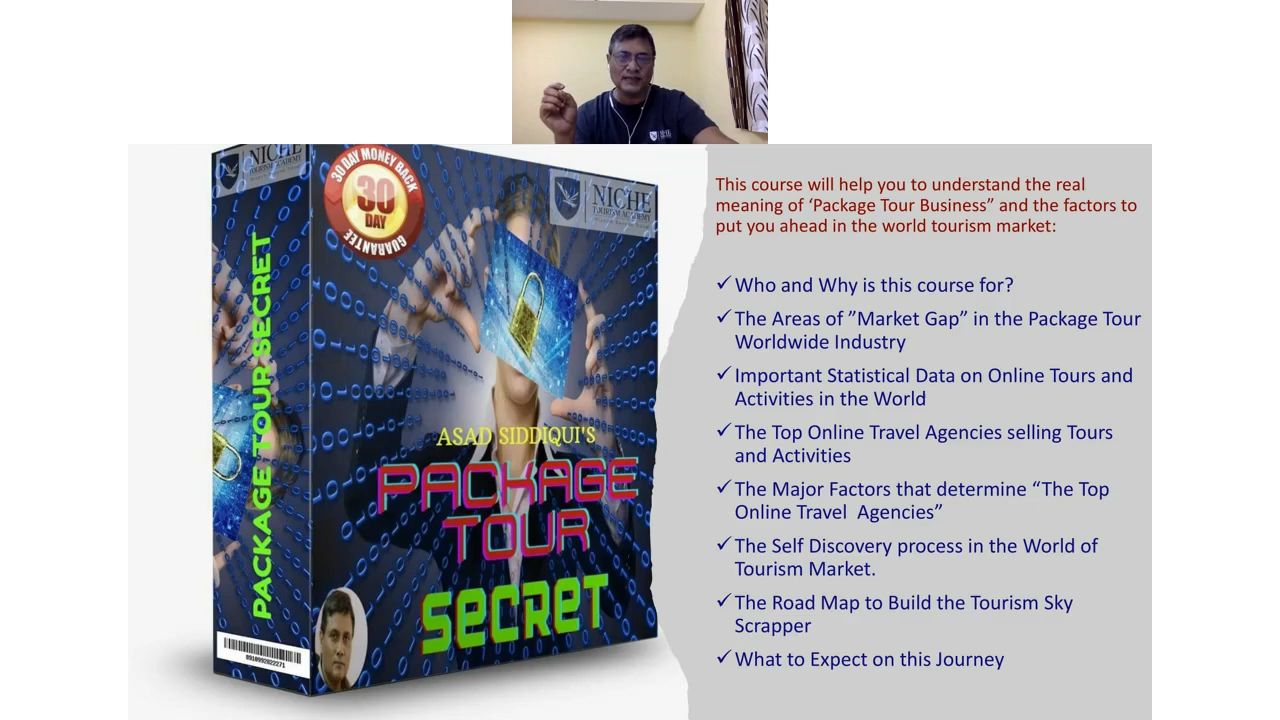 NICHE
TOURISM ACADEMY
PACKAGE TOUR SECRET
8910992822271
30 DAY MONEY BACK
30
DAY
GUARANTEE
NICHE
TOURISM ACADEMY
ASAD SIDDIQUI'S
PACKAGE
TOUR
SECRET
This course will help you to understand the real
meaning of ‘Package Tour Business” and the factors to
put you ahead in the world tourism market:
✓Who and Why is this course for?
✓The Areas of ”Market Gap” in the Package Tour
Worldwide Industry
✓Important Statistical Data on Online Tours and
Activities in the World
✓The Top Online Travel Agencies selling Tours
and Activities
✓The Major Factors that determine “The Top
Online Travel Agencies”
✓The Self Discovery process in the World of
Tourism Market.
✓The Road Map to Build the Tourism Sky
Scrapper
✓What to Expect on this Journey